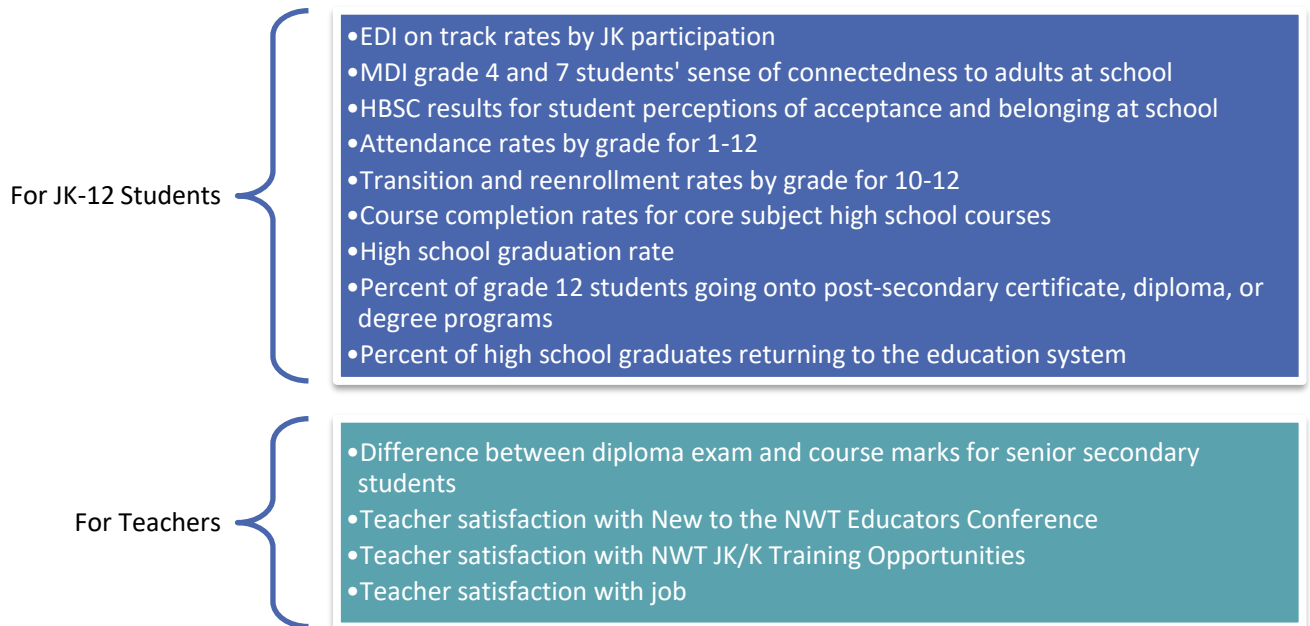 For JK-12 Students
•EDI on track rates by JK participation
•MDI grade 4 and 7 students' sense of connectedness to adults at school
•HBSC results for student perceptions of acceptance and belonging at school
•Attendance rates by grade for 1-12
•Transition and reenrollment rates by grade for 10-12
•Course completion rates for core subject high school courses
•High school graduation rate
•Percent of grade 12 students going onto post-secondary certificate, diploma, or
degree programs
•Percent of high school graduates returning to the education system
For Teachers
•Difference between diploma exam and course marks for senior secondary
students
•Teacher satisfaction with New to the NWT Educators Conference
•Teacher satisfaction with NWT JK/K Training Opportunities
•Teacher satisfaction with job